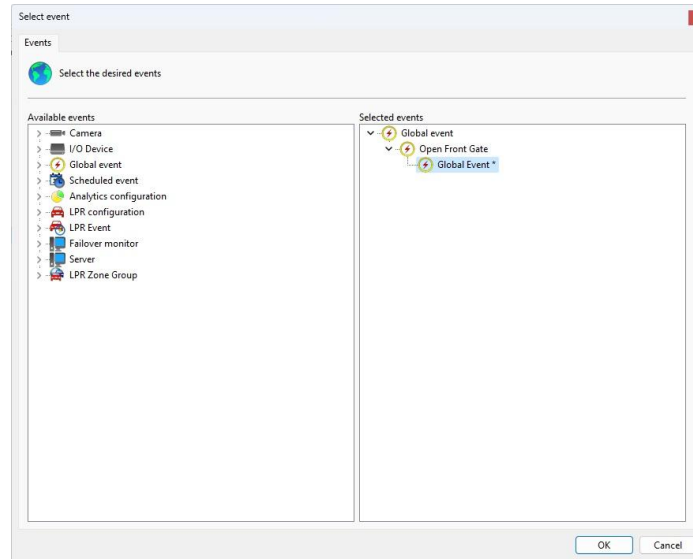 Select event
Events
Select the desired events
Available events
Camera
I/O Device
Global event
Scheduled event
Analytics configuration
LPR configuration
LPR Event
Failover monitor
Server
LPR Zone Group
Selected events
Global event
Open Front Gate
Global Event *
OK
Cancel